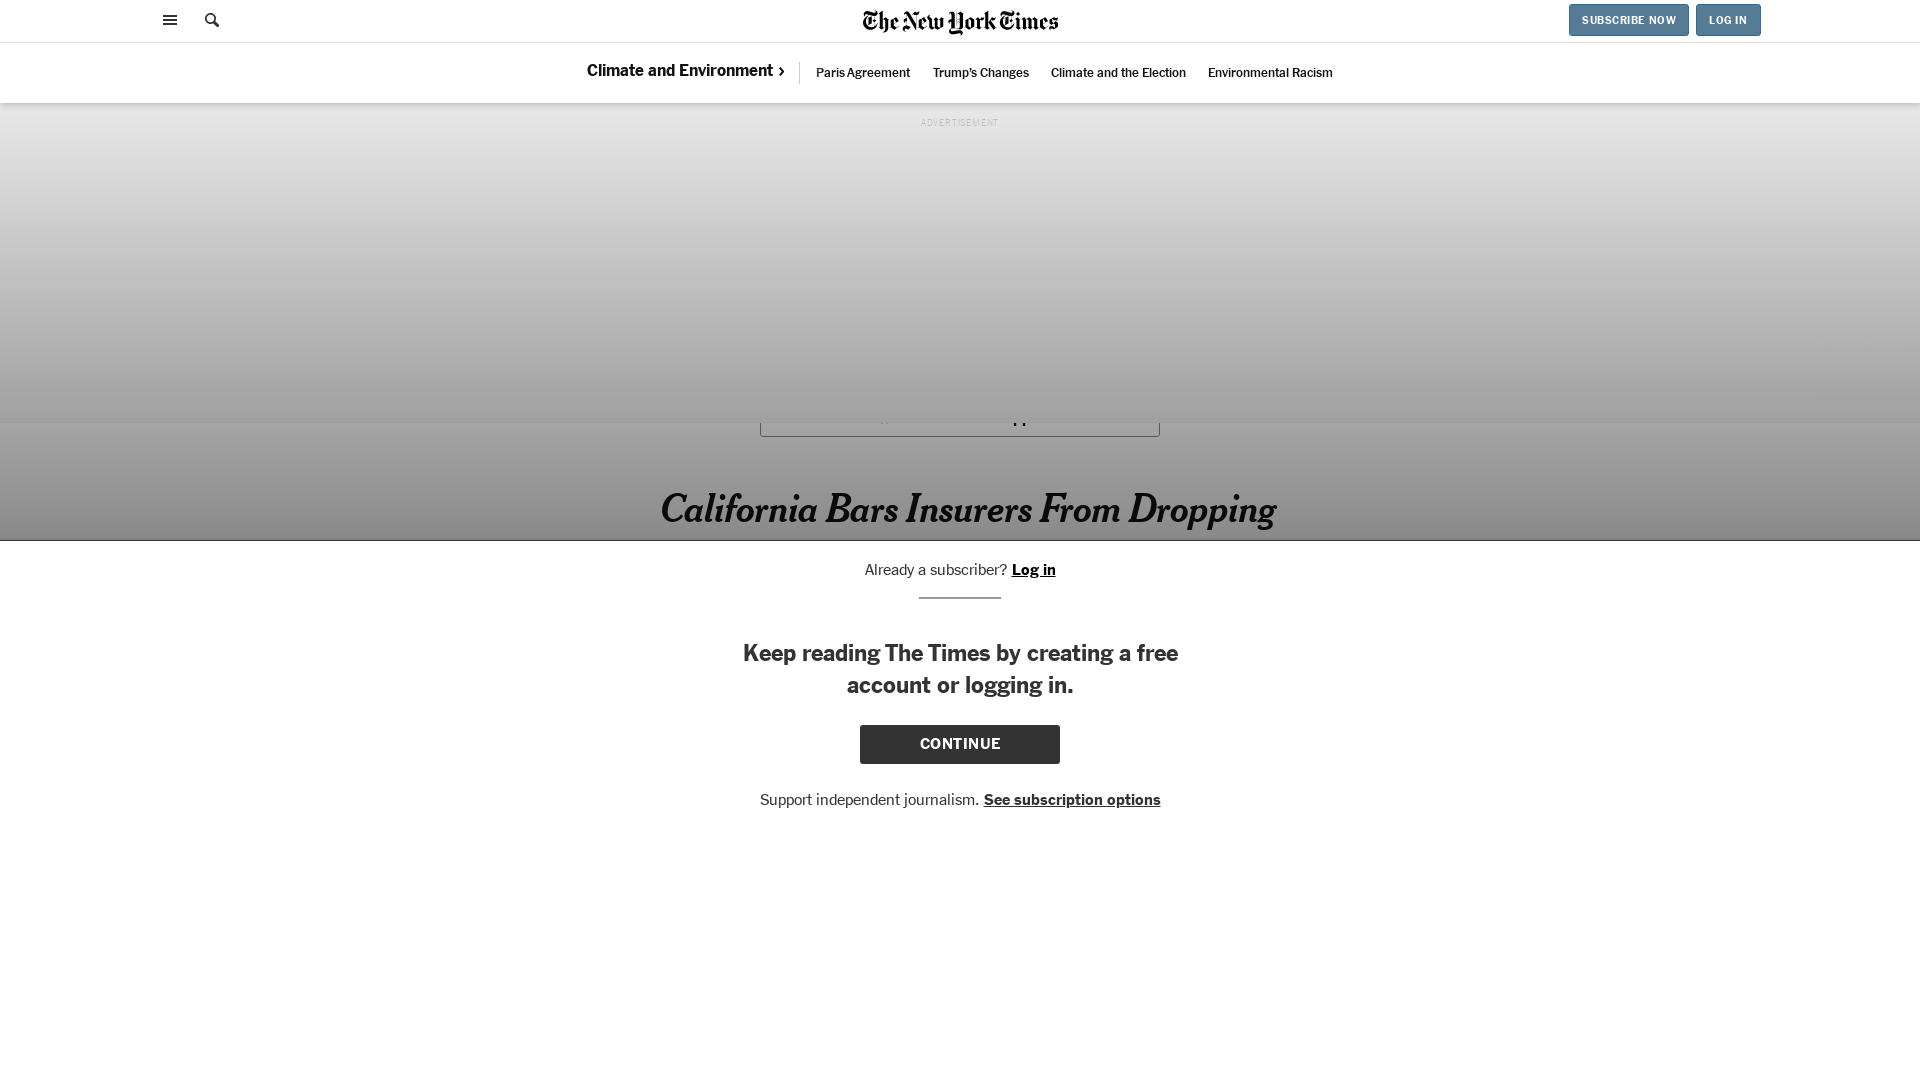 The New York Times
SUBSCRIBE NOW
LOG IN
Climate and Environment ›
Paris Agreement
Trump's Changes
Climate and the Election
Environmental Racism
ADVERTISEMENT
California Bars Insurers From Dropping
Already a subscriber? Log in
Keep reading The Times by creating a free
account or logging in.
CONTINUE
Support independent journalism. See subscription options